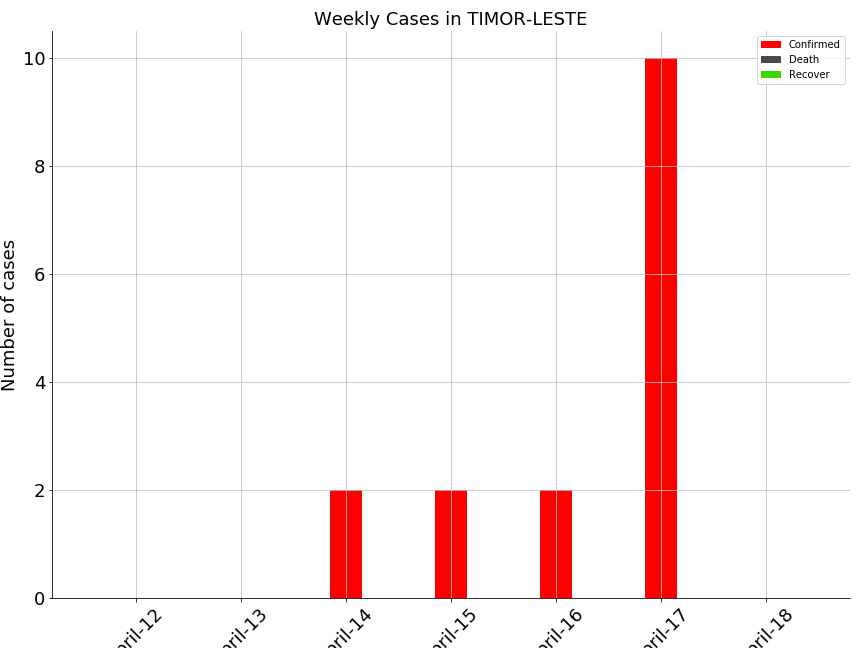 Weekly Cases in TIMOR-LESTE
Confirmed
Death
Recover
Number of cases
10
8
6
4
2
0
pril-12
pril-13
pril-14
pril-15
pril-16
pril-17
pril-18